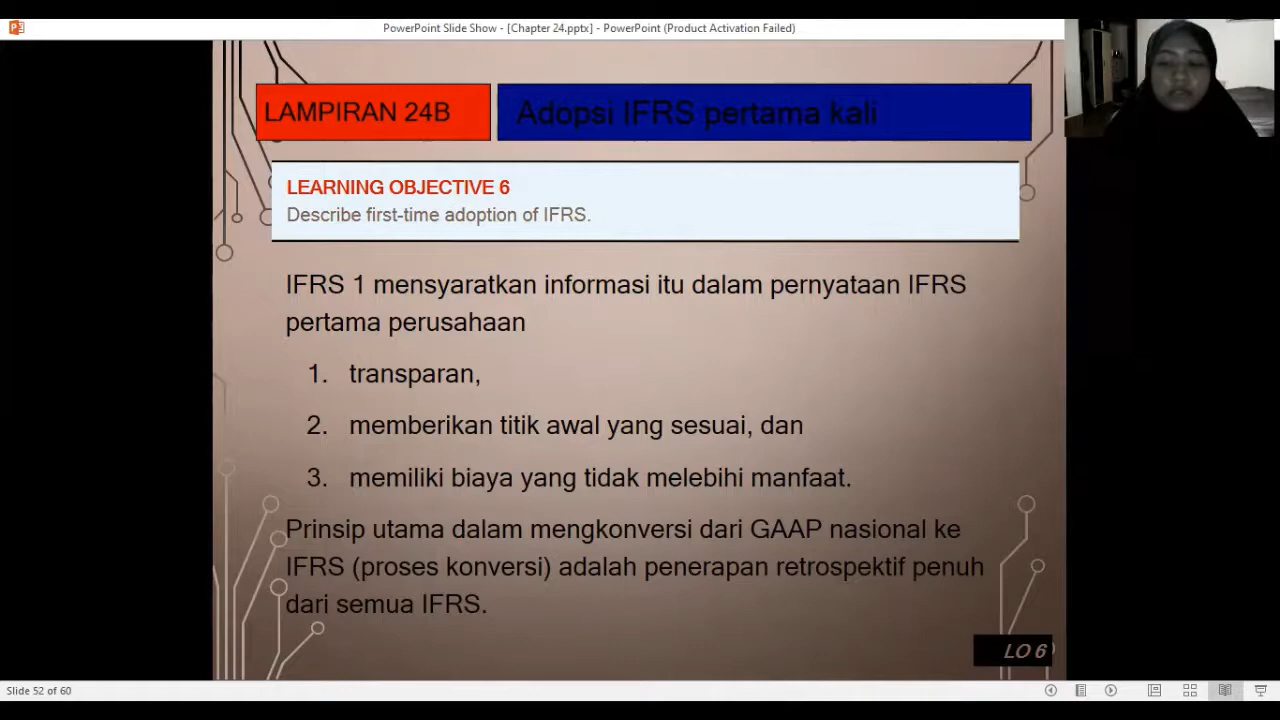 PowerPoint Slide Show - [Chapter 24.pptx] - PowerPoint (Product Activation Failed)
LAMPIRAN 24B
Adopsi IFRS pertama kali
LEARNING OBJECTIVE 6
Describe first-time adoption of IFRS.
IFRS 1 mensyaratkan informasi itu dalam pernyataan IFRS
pertama perusahaan
1. transparan,
2. memberikan titik awal yang sesuai, dan
3. memiliki biaya yang tidak melebihi manfaat.
Prinsip utama dalam mengkonversi dari GAAP nasional ke
IFRS (proses konversi) adalah penerapan retrospektif penuh
dari semua IFRS.
LO 6
Slide 52 of 60